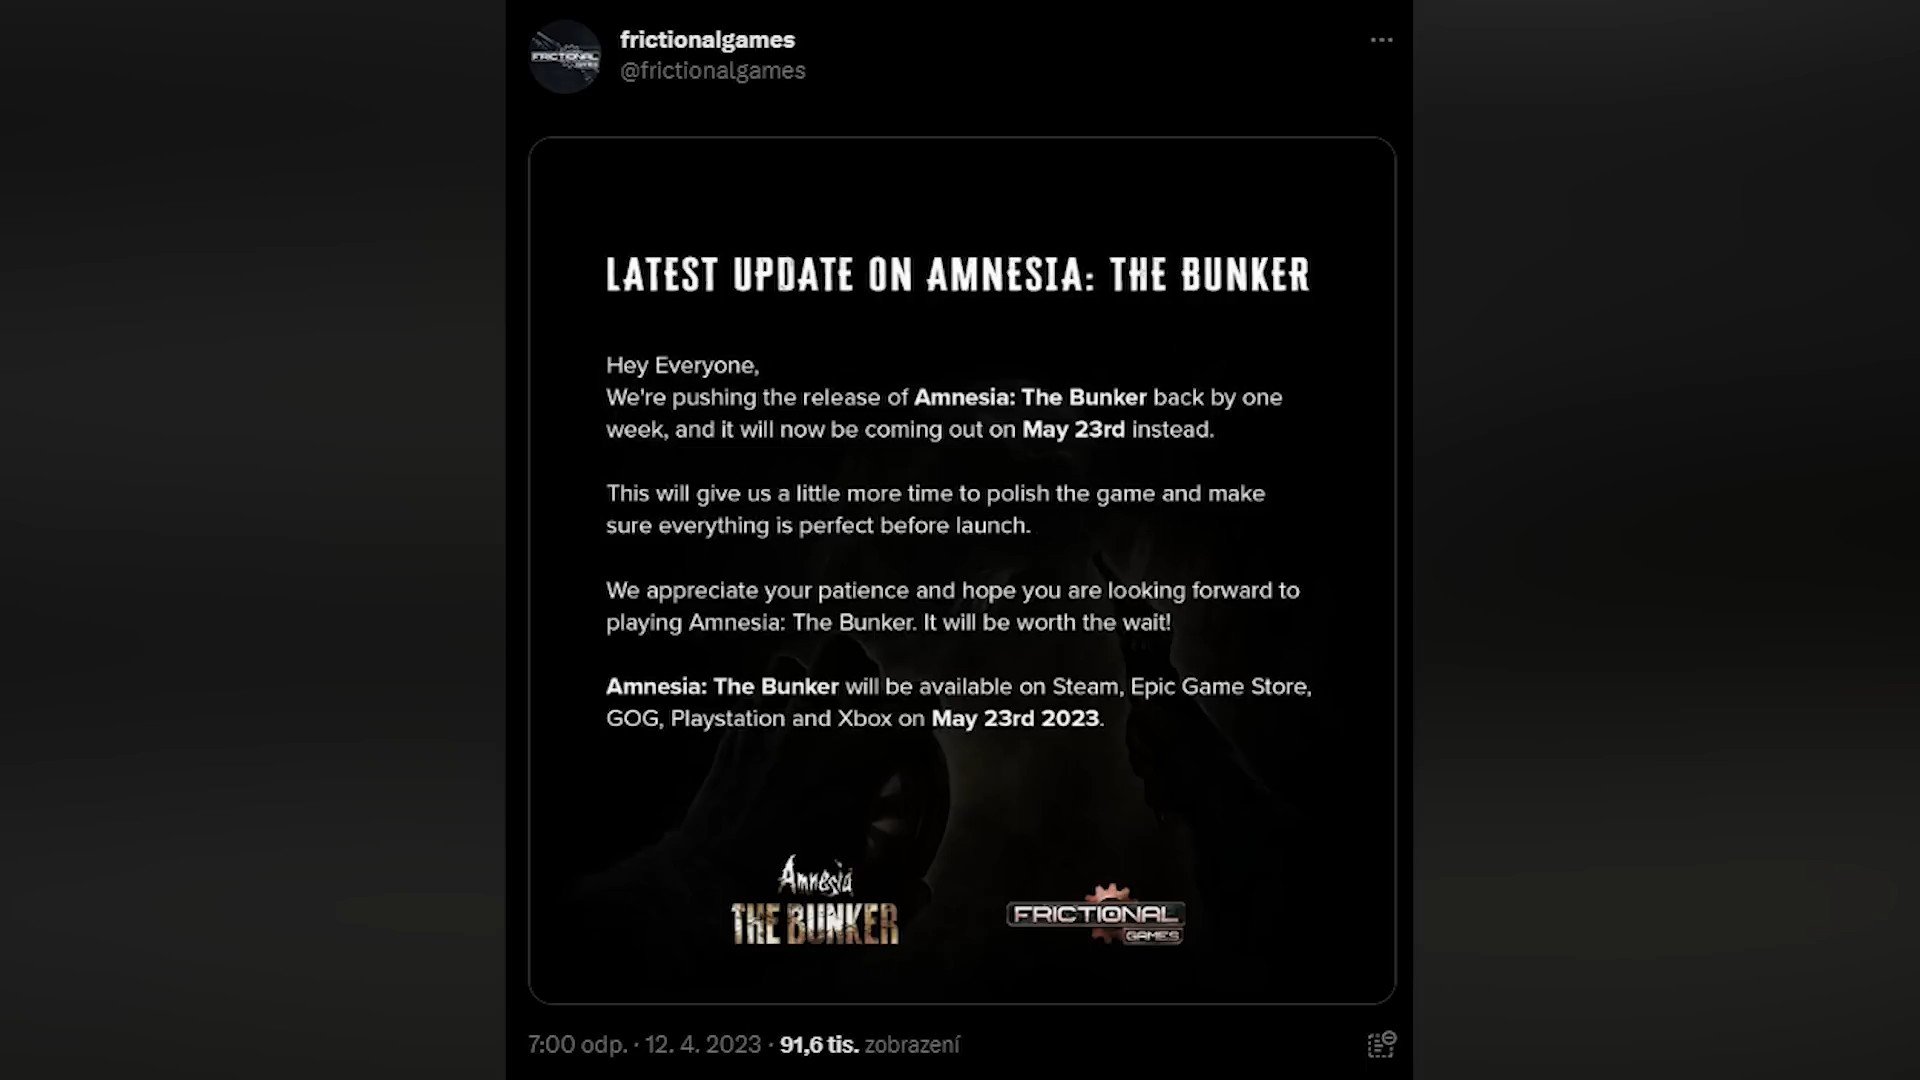 frictionalgames
@frictionalgames
FRICTIONAL
GAMES
LATEST UPDATE ON AMNESIA: THE BUNKER
Hey Everyone,
We're pushing the release of Amnesia: The Bunker back by one
week, and it will now be coming out on May 23rd instead.
This will give us a little more time to polish the game and make
sure everything is perfect before launch.
We appreciate your patience and hope you are looking forward to
playing Amnesia: The Bunker. It will be worth the wait!
Amnesia: The Bunker will be available on Steam, Epic Game Store,
GOG, Playstation and Xbox on May 23rd 2023.
Amnesia
THE BUNKER
FRICTIONAL
GAMES
7:00 odp. · 12. 4. 2023 · 91,6 tis. zobrazení